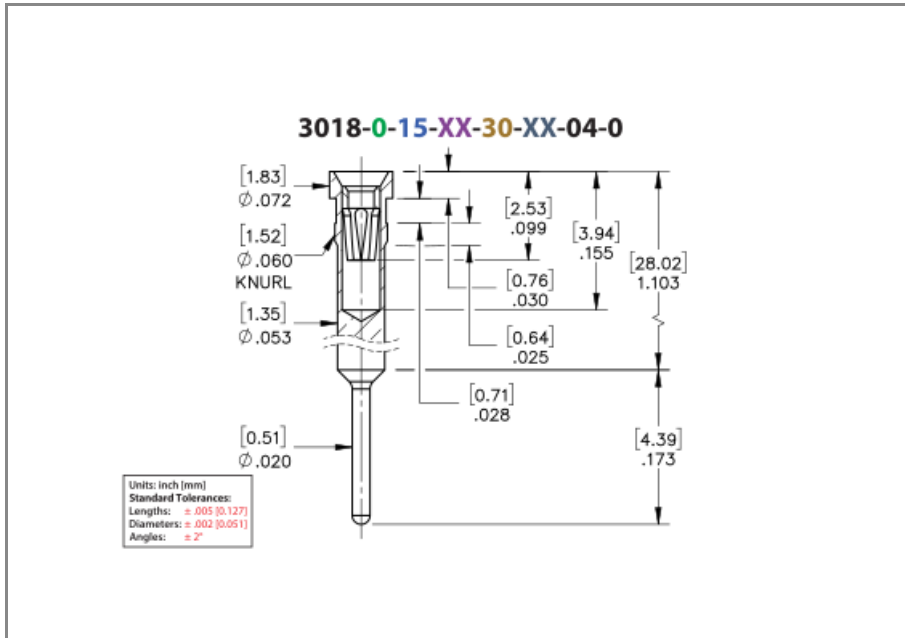 3018-0-15-XX-30-XX-04-0
[1.83]
Ø.072
[1.52]
Ø.060
KNURL
[1.35]
Ø.053
[0.51]
Ø.020
[2.53]
.099
[3.94]
.155
[28.02]
1.103
[0.76]
.030
[0.64]
.025
[0.71]
.028
[4.39]
.173
Units: inch [mm]
Standard Tolerances:
Lengths: ± .005 [0.127]
Diameters: ± .002 [0.051]
Angles: ± 2°